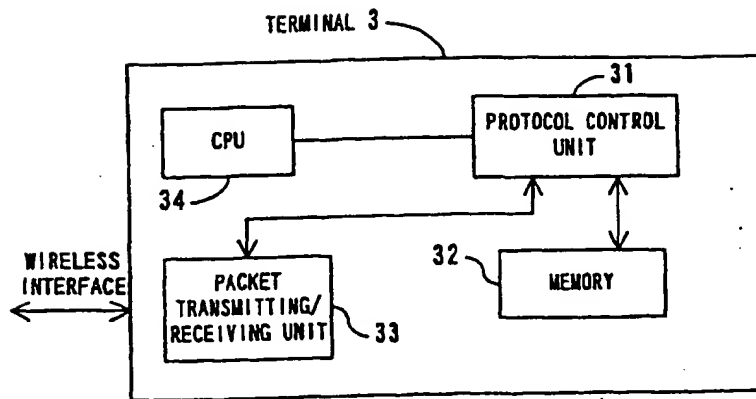 TERMINAL 3
31
CPU
PROTOCOL CONTROL
UNIT
34
WIRELESS
INTERFACE
PACKET
TRANSMITTING/
RECEIVING UNIT
33
32
MEMORY